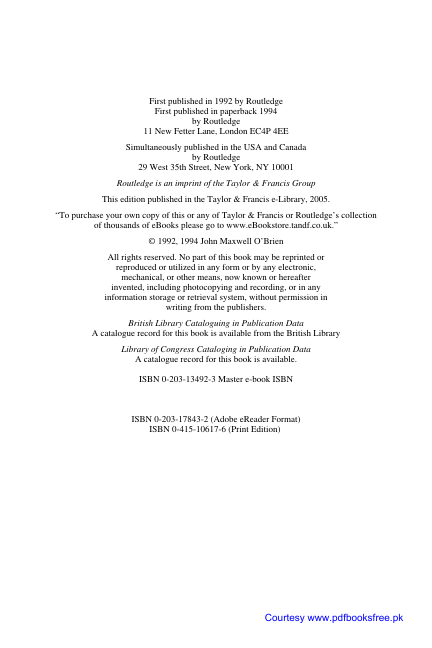 First published in 1992 by Routledge
First published in paperback 1994
by Routledge
11 New Fetter Lane, London EC4P 4EE
Simultaneously published in the USA and Canada
by Routledge
29 West 35th Street, New York, NY 10001
Routledge is an imprint of the Taylor & Francis Group
This edition published in the Taylor & Francis e-Library, 2005.
“To purchase your own copy of this or any of Taylor & Francis or Routledge’s collection
of thousands of eBooks please go to www.eBookstore.tandf.co.uk.”
© 1992, 1994 John Maxwell O’Brien
All rights reserved. No part of this book may be reprinted or
reproduced or utilized in any form or by any electronic,
mechanical, or other means, now known or hereafter
invented, including photocopying and recording, or in any
information storage or retrieval system, without permission in
writing from the publishers.
British Library Cataloguing in Publication Data
A catalogue record for this book is available from the British Library
Library of Congress Cataloging in Publication Data
A catalogue record for this book is available.
ISBN 0-203-13492-3 Master e-book ISBN
ISBN 0-203-17843-2 (Adobe eReader Format)
ISBN 0-415-10617-6 (Print Edition)
Courtesy www.pdfbooksfree.pk